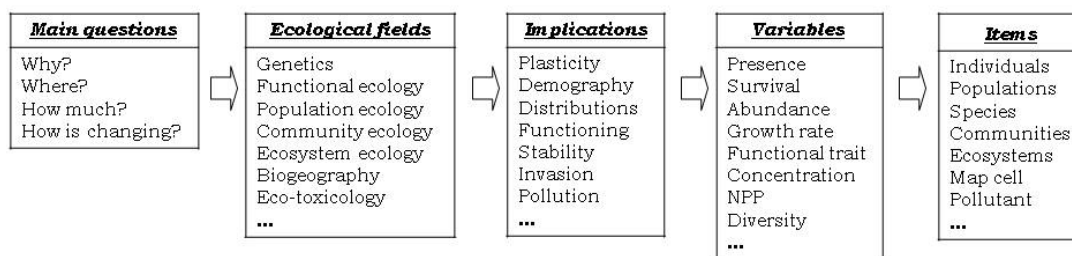 Main questions
Why?
Where?
How much?
How is changing?
Ecological fields
Genetics
Functional ecology
Population ecology
Community ecology
Ecosystem ecology
Biogeography
Eco-toxicology
...
Implications
Plasticity
Demography
Distributions
Functioning
Stability
Invasion
Pollution
...
Variables
Presence
Survival
Abundance
Growth rate
Functional trait
Concentration
NPP
Diversity
...
Items
Individuals
Populations
Species
Communities
Ecosystems
Map cell
Pollutant
...